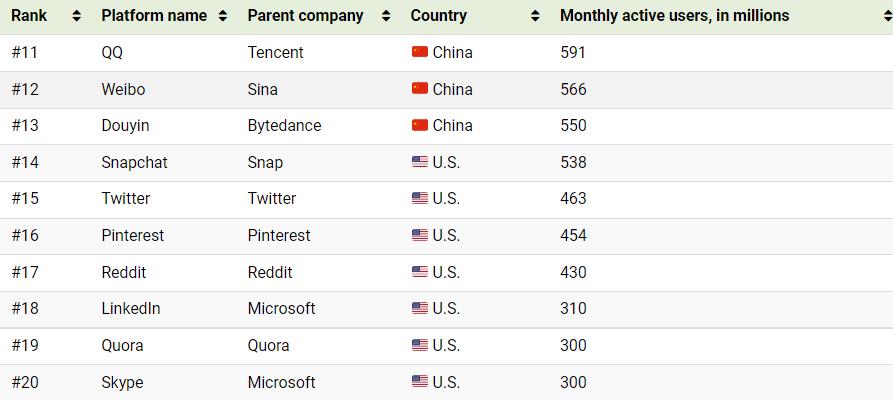 Rank Platform name Parent company Country Monthly active users, in millions
#11 QQ Tencent China 591
#12 Weibo Sina China 566
#13 Douyin Bytedance China 550
#14 Snapchat Snap U.S. 538
#15 Twitter Twitter U.S. 463
#16 Pinterest Pinterest U.S. 454
#17 Reddit Reddit U.S. 430
#18 LinkedIn Microsoft U.S. 310
#19 Quora Quora U.S. 300
#20 Skype Microsoft U.S. 300